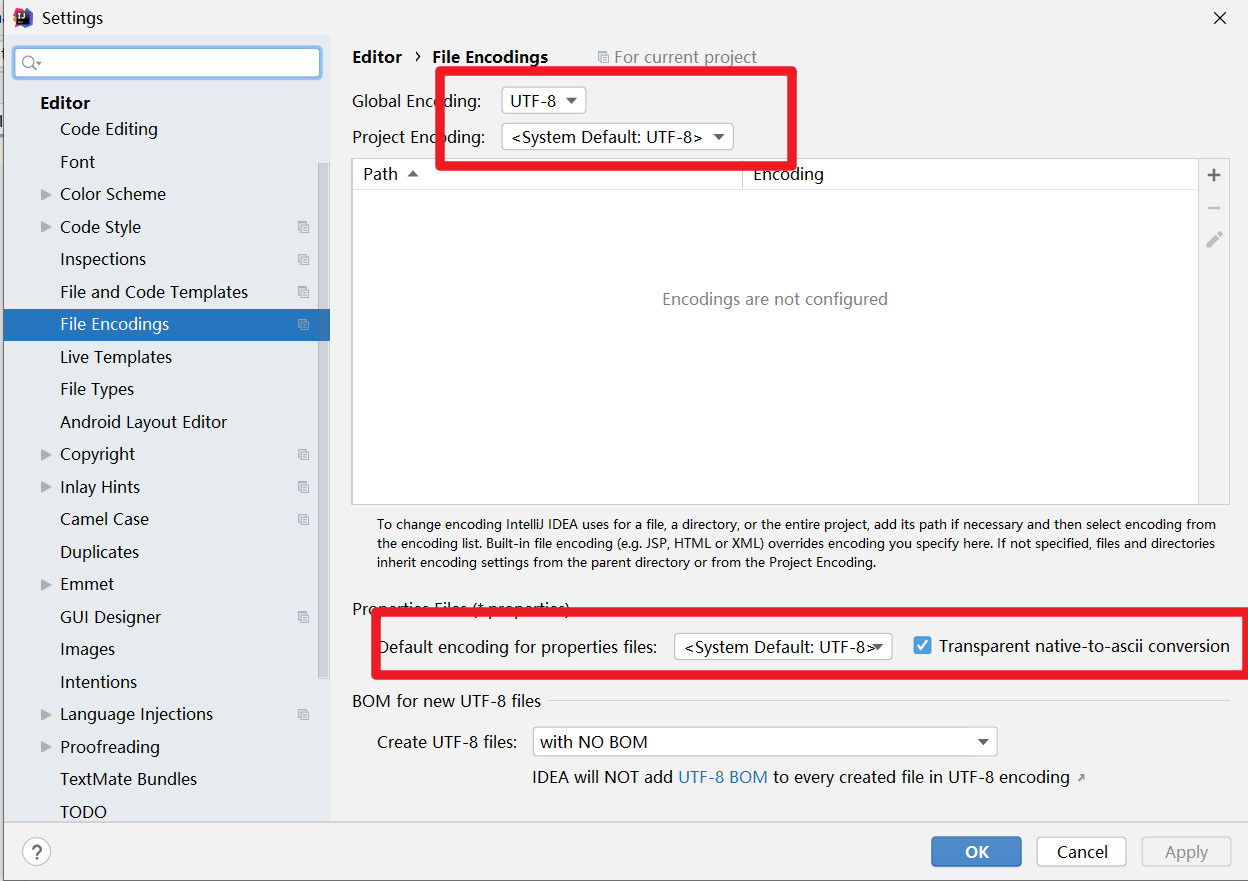 Settings
Editor › File Encodings For current project
Global Encoding: UTF-8
Project Encoding: <System Default: UTF-8>
Path Encoding
Encodings are not configured
To change encoding IntelliJ IDEA uses for a file, a directory, or the entire project, add its path if necessary and then select encoding from
the encoding list. Built-in file encoding (e.g. JSP, HTML or XML) overrides encoding you specify here. If not specified, files and directories
inherit encoding settings from the parent directory or from the Project Encoding.
Properties Files (*.properties)
Default encoding for properties files: <System Default: UTF-8> Transparent native-to-ascii conversion
BOM for new UTF-8 files
Create UTF-8 files: with NO BOM
IDEA will NOT add UTF-8 BOM to every created file in UTF-8 encoding ↗
Editor
Code Editing
Font
Color Scheme
Code Style
Inspections
File and Code Templates
File Encodings
Live Templates
File Types
Android Layout Editor
Copyright
Inlay Hints
Camel Case
Duplicates
Emmet
GUI Designer
Images
Intentions
Language Injections
Proofreading
TextMate Bundles
TODO
?
OK
Cancel
Apply